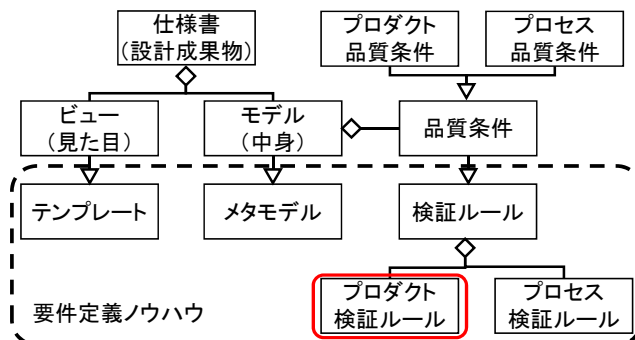 仕様書
(設計成果物)
プロダクト
品質条件
プロセス
品質条件
ビュー
(見た目)
モデル
(中身)
品質条件
テンプレート
メタモデル
検証ルール
要件定義ノウハウ
プロダクト
検証ルール
プロセス
検証ルール